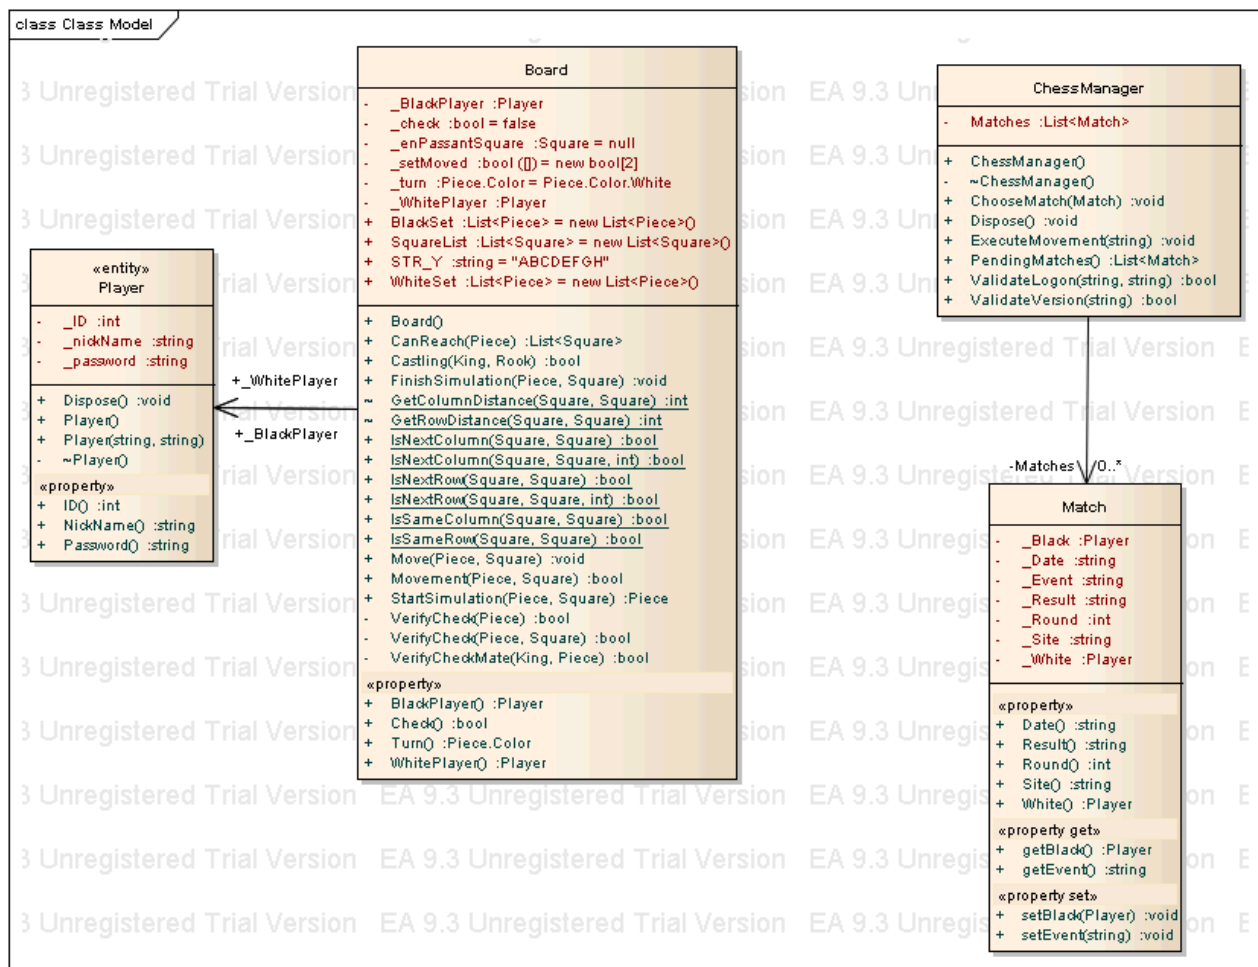 class Class Model
Board
- _BlackPlayer :Player
- _check :bool = false
- _enPassantSquare :Square = null
- _setMoved :bool ([]) = new bool[2]
- _turn :Piece.Color = Piece.Color.White
- _WhitePlayer :Player
+ BlackSet :List<Piece> = new List<Piece>()
+ SquareList :List<Square> = new List<Square>()
+ STR_Y :string = "ABCDEFGH"
+ WhiteSet :List<Piece> = new List<Piece>()
+ Board()
+ CanReach(Piece) :List<Square>
+ Castling(King, Rook) :bool
+ FinishSimulation(Piece, Square) :void
~ GetColumnDistance(Square, Square) :int
~ GetRowDistance(Square, Square) :int
+ IsNextColumn(Square, Square) :bool
+ IsNextColumn(Square, Square, int) :bool
+ IsNextRow(Square, Square) :bool
+ IsNextRow(Square, Square, int) :bool
+ IsSameColumn(Square, Square) :bool
+ IsSameRow(Square, Square) :bool
+ Move(Piece, Square) :void
+ Movement(Piece, Square) :bool
+ StartSimulation(Piece, Square) :Piece
- VerifyCheck(Piece) :bool
- VerifyCheck(Piece, Square) :bool
- VerifyCheckMate(King, Piece) :bool
«property»
+ BlackPlayer() :Player
+ Check() :bool
+ Turn() :Piece.Color
+ WhitePlayer() :Player
ChessManager
- Matches :List<Match>
+ ChessManager()
- ~ChessManager()
+ ChooseMatch(Match) :void
+ Dispose() :void
+ ExecuteMovement(string) :void
+ PendingMatches() :List<Match>
+ ValidateLogon(string, string) :bool
+ ValidateVersion(string) :bool
«entity»
Player
- _ID :int
- _nickName :string
- _password :string
+ Dispose() :void
+ Player()
+ Player(string, string)
- ~Player()
«property»
+ ID() :int
+ NickName() :string
+ Password() :string
+_WhitePlayer
+_BlackPlayer
-Matches 0..*
Match
- _Black :Player
- _Date :string
- _Event :string
- _Result :string
- _Round :int
- _Site :string
- _White :Player
«property»
+ Date() :string
+ Result() :string
+ Round() :int
+ Site() :string
+ White() :Player
«property get»
+ getBlack() :Player
+ getEvent() :string
«property set»
+ setBlack(Player) :void
+ setEvent(string) :void
EA 9.3 Unregistered Trial Version